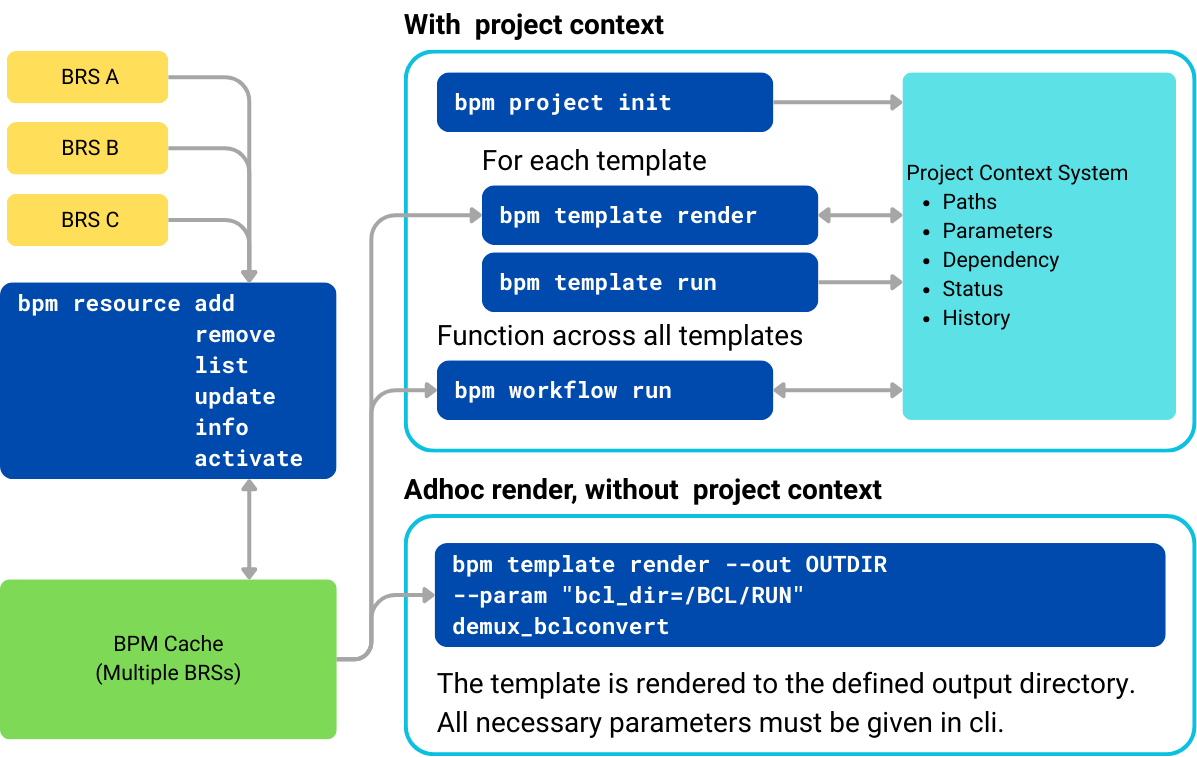 BRS A
BRS B
BRS C
bpm resource add
remove
list
update
info
activate
BPM Cache
(Multiple BRSs)
With project context
bpm project init
For each template
bpm template render
bpm template run
Function across all templates
bpm workflow run
Project Context System
• Paths
• Parameters
• Dependency
• Status
• History
Adhoc render, without project context
bpm template render --out OUTDIR
--param "bcl_dir=/BCL/RUN"
demux_bclconvert
The template is rendered to the defined output directory.
All necessary parameters must be given in cli.